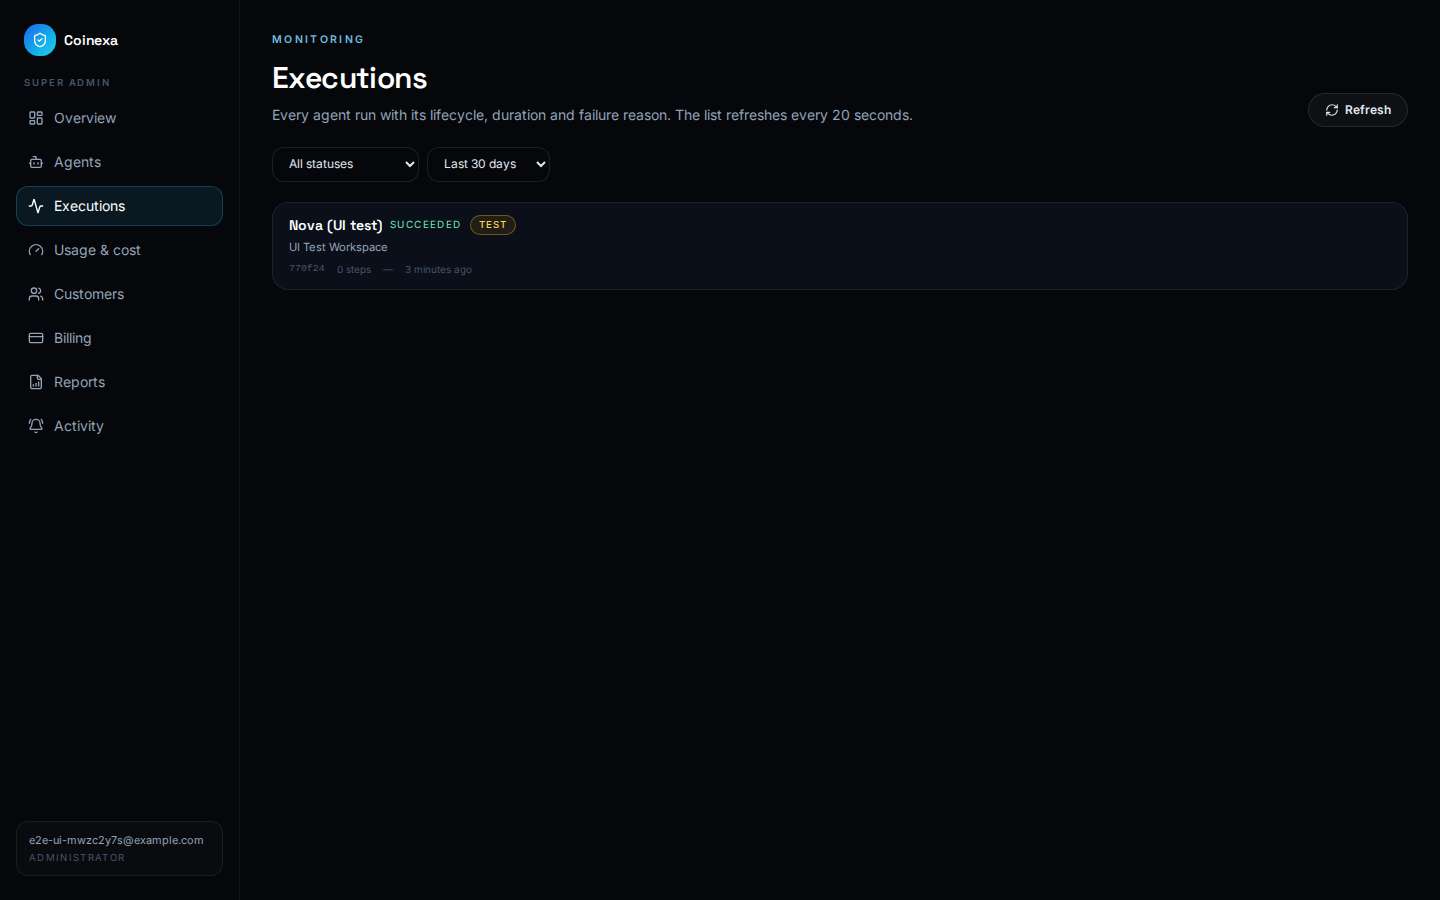 Coinexa
SUPER ADMIN
Overview
Agents
Executions
Usage & cost
Customers
Billing
Reports
Activity
e2e-ui-mwzc2y7s@example.com
ADMINISTRATOR
MONITORING
Executions
Every agent run with its lifecycle, duration and failure reason. The list refreshes every 20 seconds.
Refresh
All statuses Last 30 days
Nova (UI test) SUCCEEDED TEST
UI Test Workspace
770f24 0 steps — 3 minutes ago